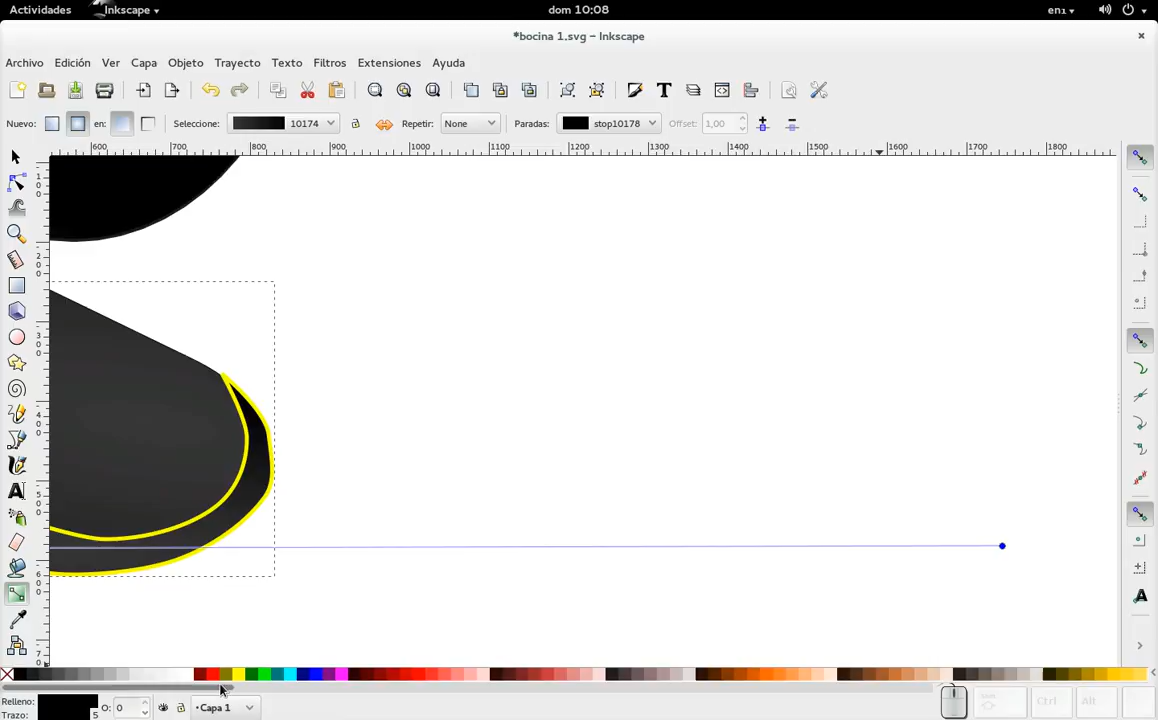 Actividades Inkscape dom 10:08 en1
*bocina 1.svg – Inkscape ×
Archivo Edición Ver Capa Objeto Trayecto Texto Filtros Extensiones Ayuda
Nuevo: en: Seleccione: 10174 Repetir: None Paradas: stop10178 Offset: 1,00
600 700 800 900 1000 1100 1200 1300 1400 1500 1600 1700 1800
Relleno: O: 0 Capa 1 Ctrl Alt
Trazo: 5